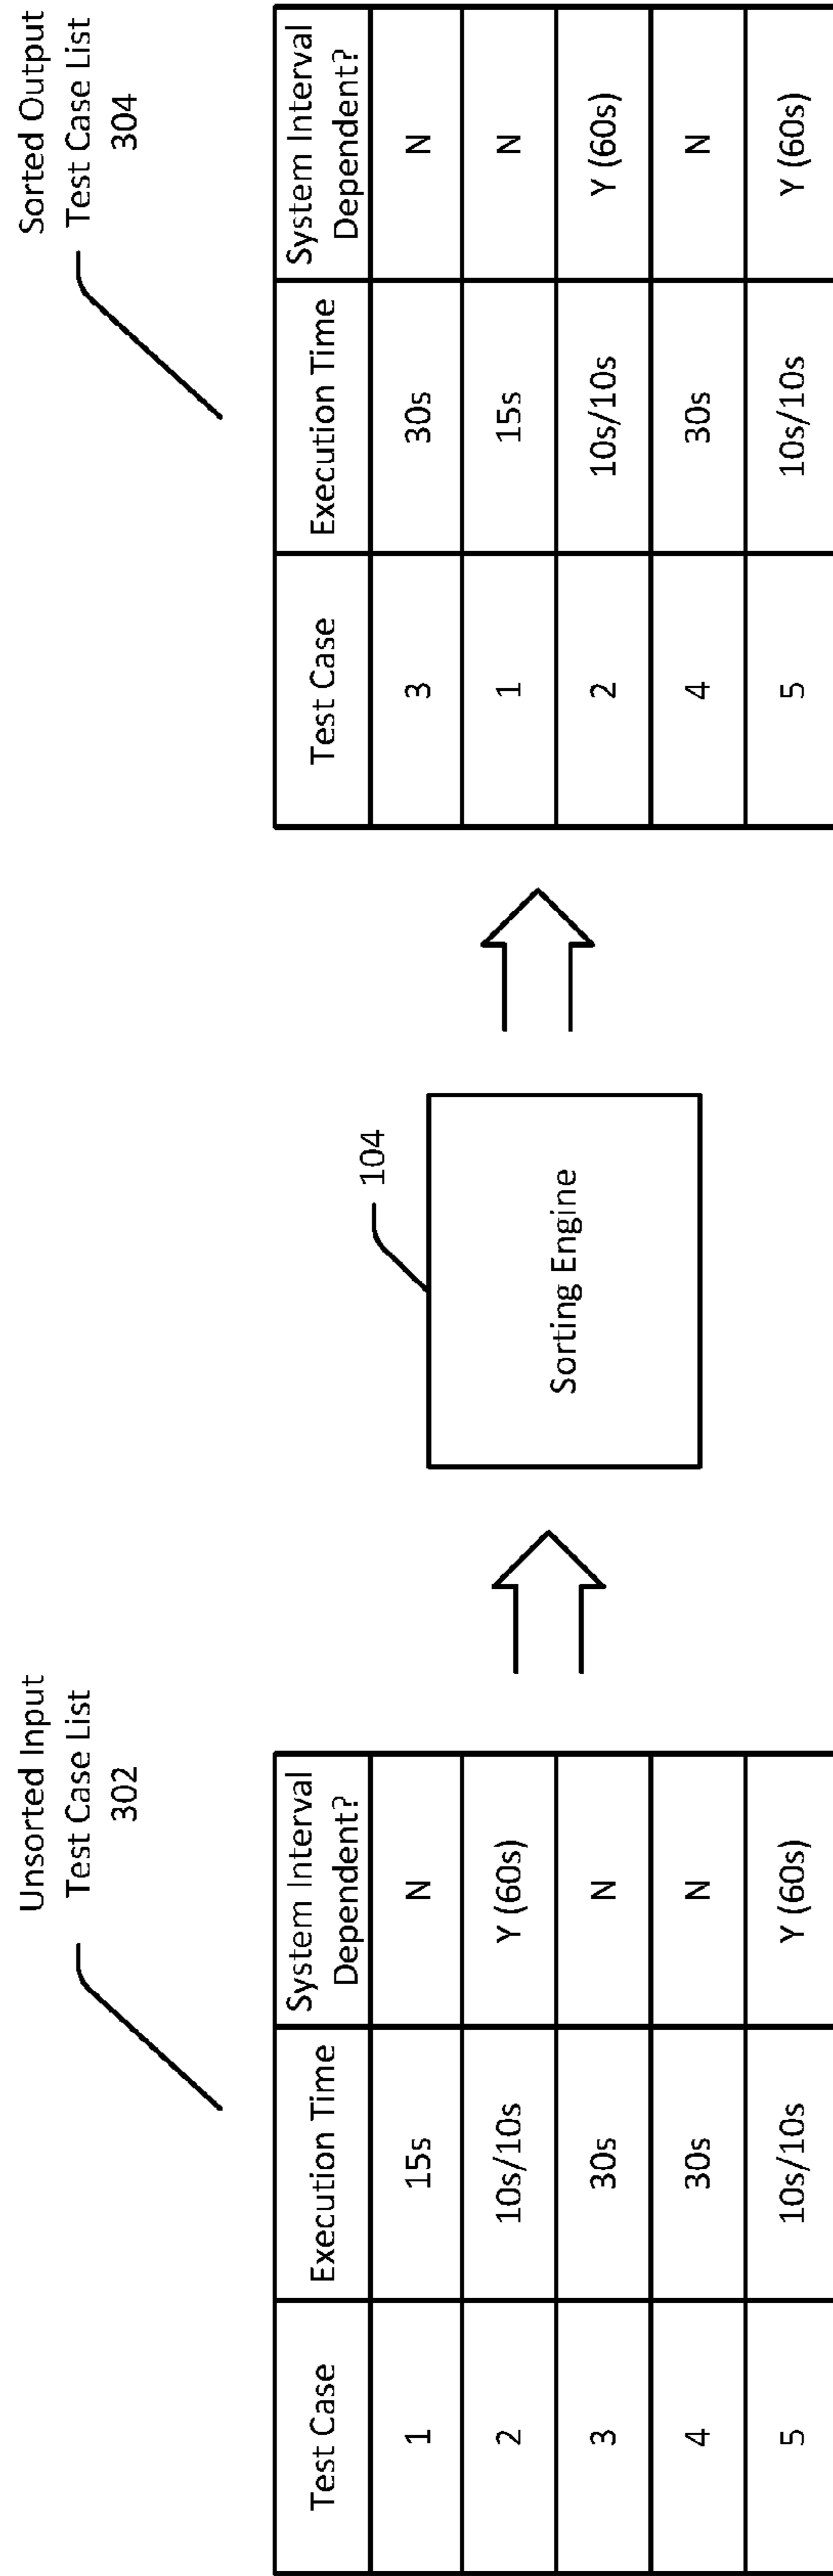 Unsorted Input
Test Case List
302
Test Case Execution Time System Interval
Dependent?
1 15s N
2 10s/10s Y (60s)
3 30s N
4 30s N
5 10s/10s Y (60s)
104
Sorting Engine
Sorted Output
Test Case List
304
Test Case Execution Time System Interval
Dependent?
3 30s N
1 15s N
2 10s/10s Y (60s)
4 30s N
5 10s/10s Y (60s)